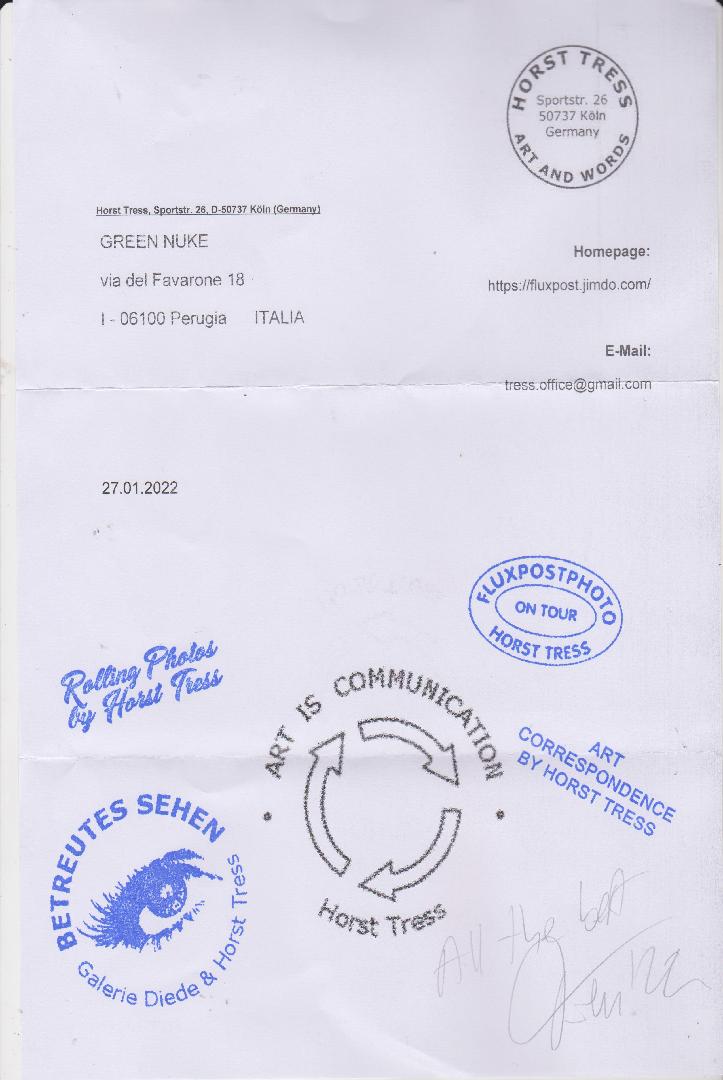 HORST TRESS
Sportstr. 26
50737 Köln
Germany
ART AND WORDS
Horst Tress, Sportstr. 26, D-50737 Köln (Germany)
GREEN NUKE
via del Favarone 18
I - 06100 Perugia ITALIA
Homepage:
https://fluxpost.jimdo.com/
E-Mail:
tress.office@gmail.com
27.01.2022
FLUXPOSTPHOTO
ON TOUR
HORST TRESS
Rolling Photos
by Horst Tress
ART IS COMMUNICATION
Horst Tress
ART
CORRESPONDENCE
BY HORST TRESS
BETREUTES SEHEN
Galerie Diede & Horst Tress
All the best